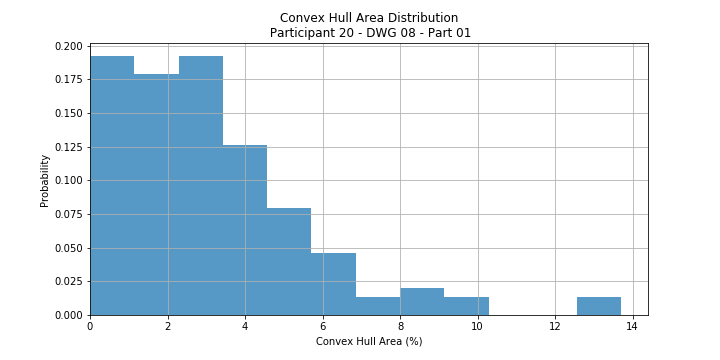 Convex Hull Area Distribution
Participant 20 - DWG 08 - Part 01
0.200
0.175
0.150
0.125
0.100
0.075
0.050
0.025
0.000
Probability
0 2 4 6 8 10 12 14
Convex Hull Area (%)